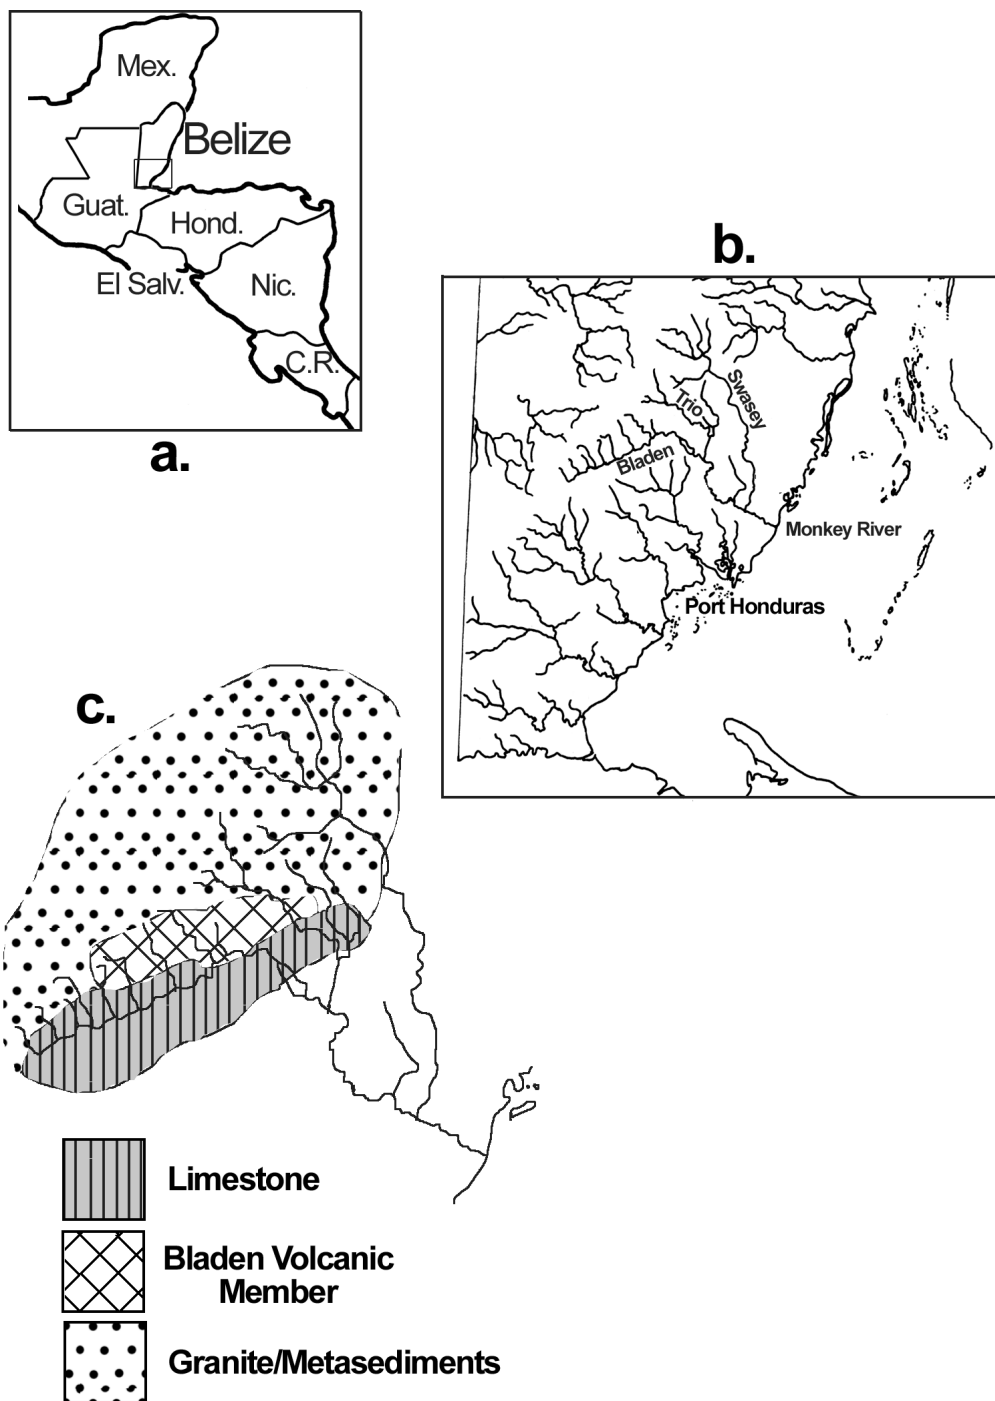 Mex.
Belize
Guat.
Hond.
El Salv.
Nic.
C.R.
a.
b.
Swasey
Trio
Bladen
Monkey River
Port Honduras
c.
Limestone
Bladen Volcanic
Member
Granite/Metasediments